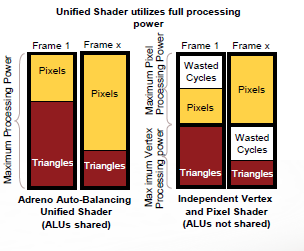 Unified Shader utilizes full processing
power
Frame 1 Frame x
Frame 1 Frame x
Maximum Processing Power
Pixels
Triangles
Pixels
Triangles
Maximum Pixel
Processing Power
Maximum Vertex
Processing power
Wasted
Cycles
Pixels
Triangles
Pixels
Wasted
Cycles
Triangles
Adreno Auto-Balancing
Unified Shader
(ALUs shared)
Independent Vertex
and Pixel Shader
(ALUs not shared)